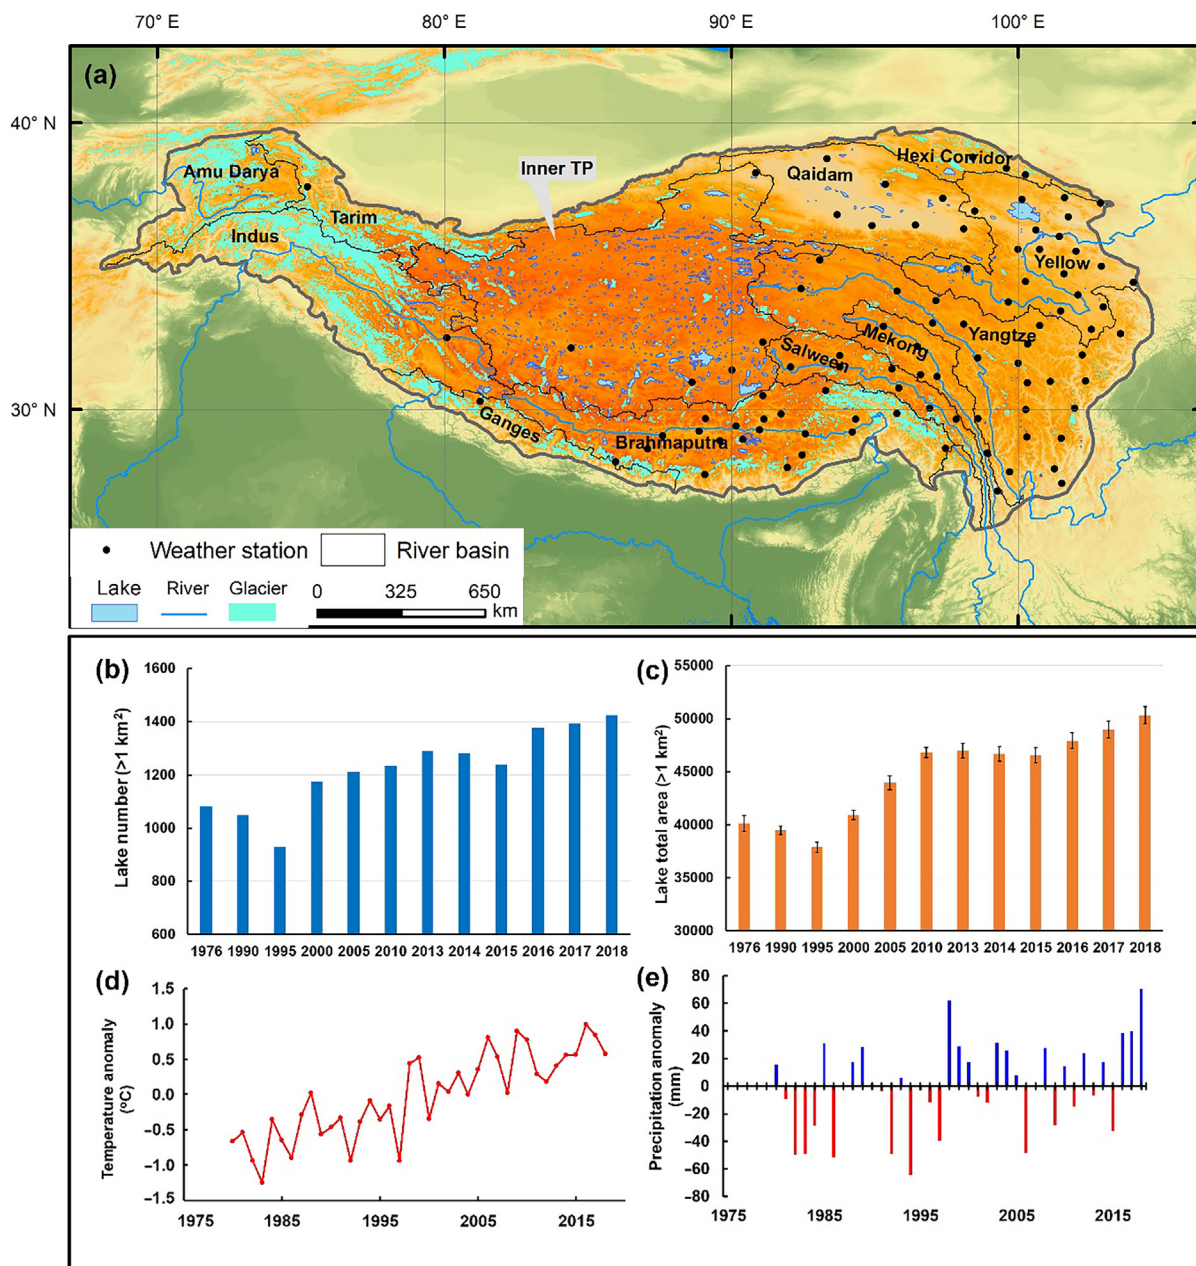 70° E 80° E 90° E 100° E
(a)
40° N
30° N
Inner TP
Hexi Corridor
Amu Darya
Qaidam
Tarim
Indus
Yellow
Yangtze
Mekong
Salween
Ganges
Brahmaputra
Weather station River basin
Lake River Glacier 0 325 650
km
(b)
Lake number (>1 km²)
1600
1400
1200
1000
800
600
1976 1990 1995 2000 2005 2010 2013 2014 2015 2016 2017 2018
(c)
Lake total area (>1 km²)
55000
50000
45000
40000
35000
30000
1976 1990 1995 2000 2005 2010 2013 2014 2015 2016 2017 2018
(d)
Temperature anomaly
(°C)
1.5
1.0
0.5
0.0
−0.5
−1.0
−1.5
1975 1985 1995 2005 2015
(e)
Precipitation anomaly
(mm)
80
60
40
20
0
−20
−40
−60
−80
1975 1985 1995 2005 2015